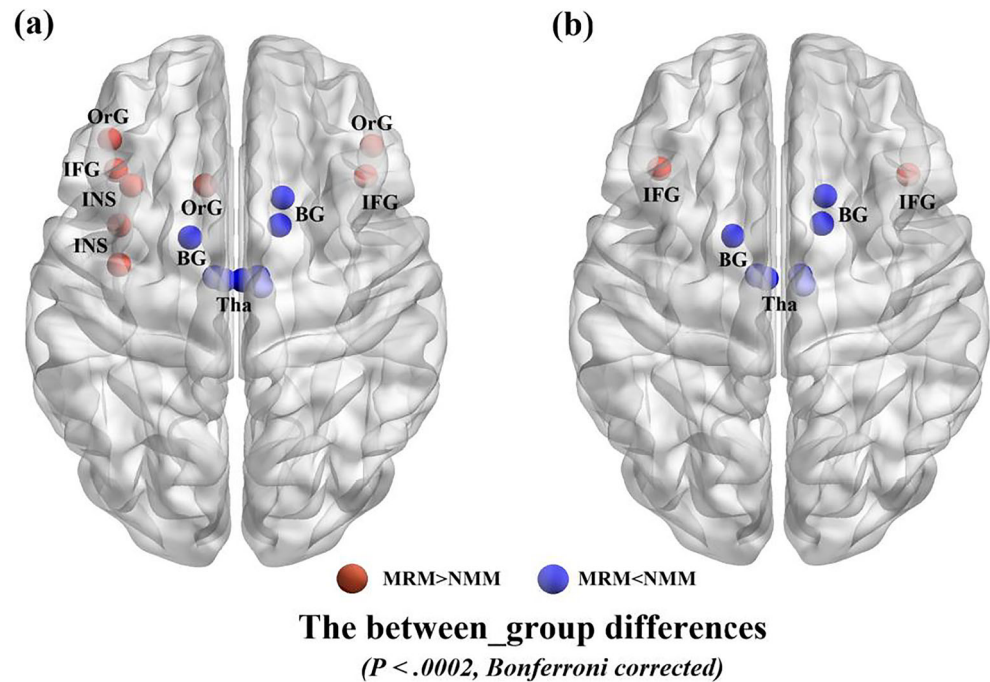 (a)
(b)
OrG
OrG
IFG
INS
OrG
IFG
INS
BG
BG
Tha
IFG
IFG
BG
BG
Tha
MRM>NMM
MRM<NMM
The between_group differences
(P < .0002, Bonferroni corrected)